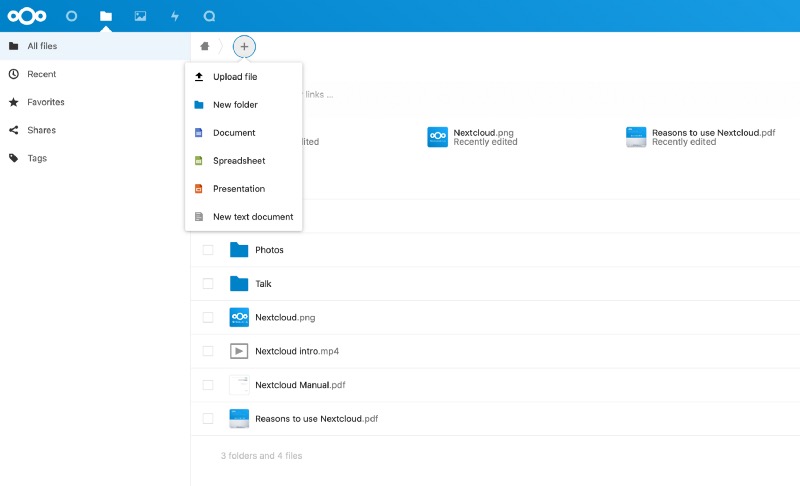 All files
Recent
Favorites
Shares
Tags
Upload file
New folder
Document
Spreadsheet
Presentation
New text document
links ...
dited
Nextcloud.png
Recently edited
Reasons to use Nextcloud.pdf
Recently edited
Photos
Talk
Nextcloud.png
Nextcloud intro.mp4
Nextcloud Manual.pdf
Reasons to use Nextcloud.pdf
3 folders and 4 files